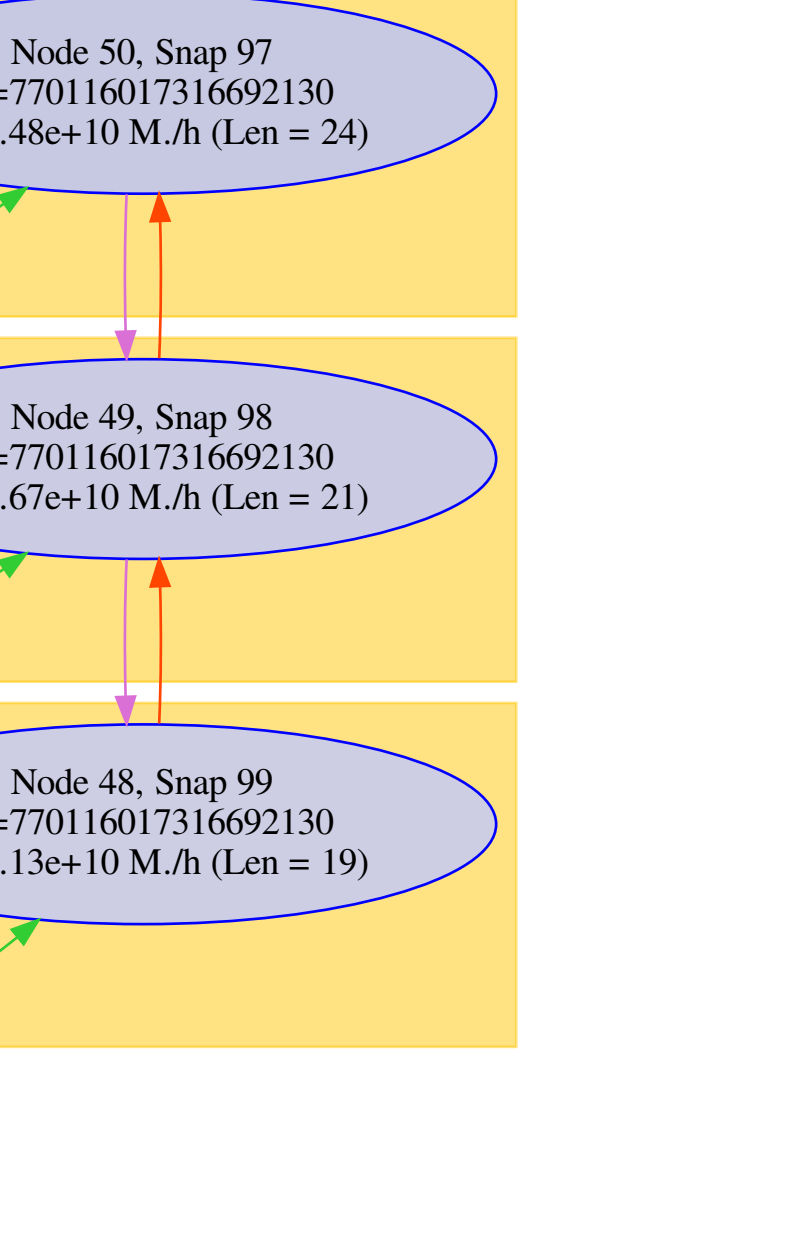 Node 50, Snap 97
=770116017316692130
.48e+10 M./h (Len = 24)
Node 49, Snap 98
=770116017316692130
.67e+10 M./h (Len = 21)
Node 48, Snap 99
=770116017316692130
.13e+10 M./h (Len = 19)